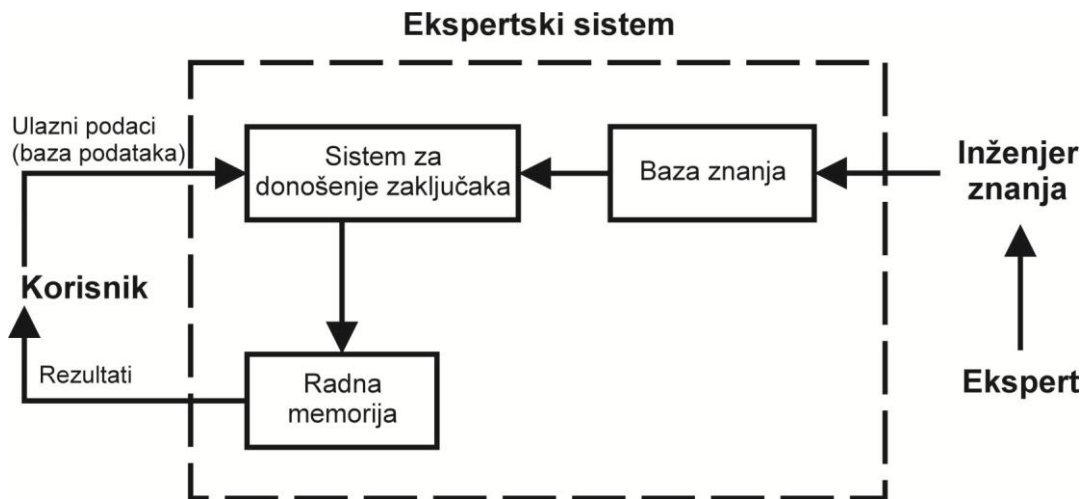 Ekspertski sistem
Ulazni podaci
(baza podataka)
Sistem za
donošenje zaključaka
Baza znanja
Inženjer
znanja
Korisnik
Rezultati
Radna
memorija
Ekspert